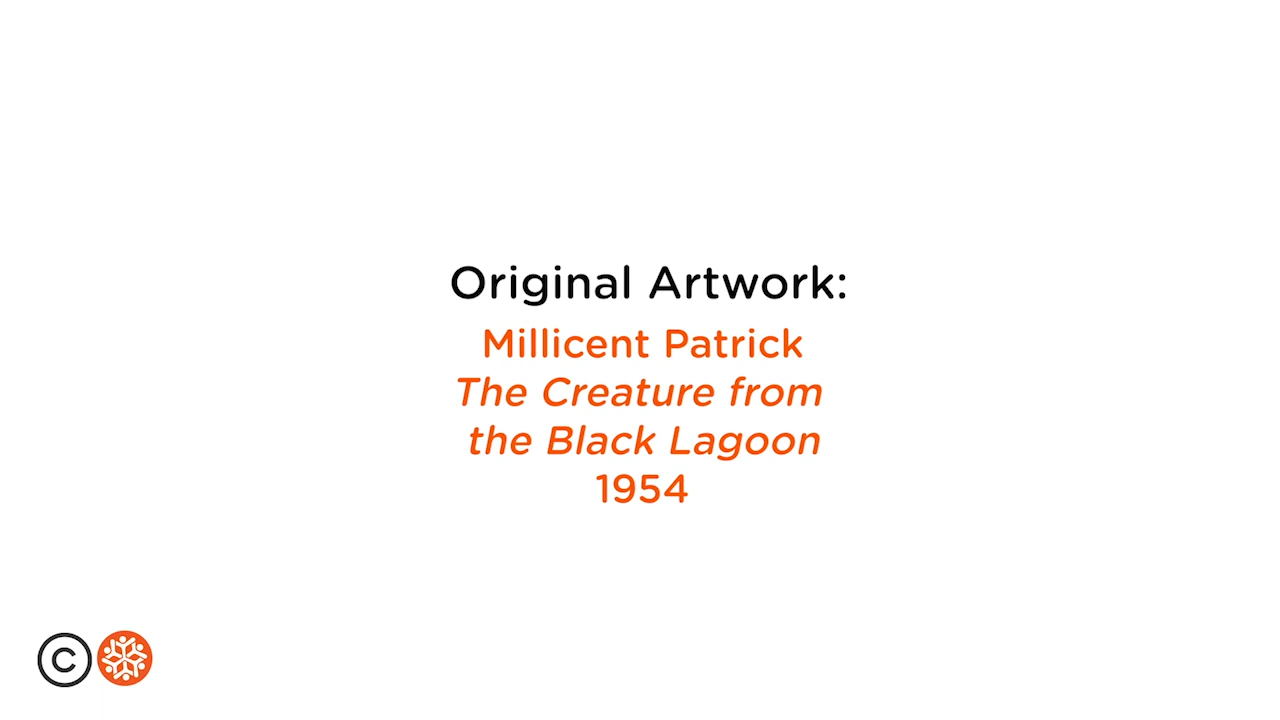 Original Artwork:
Millicent Patrick
The Creature from
the Black Lagoon
1954
©